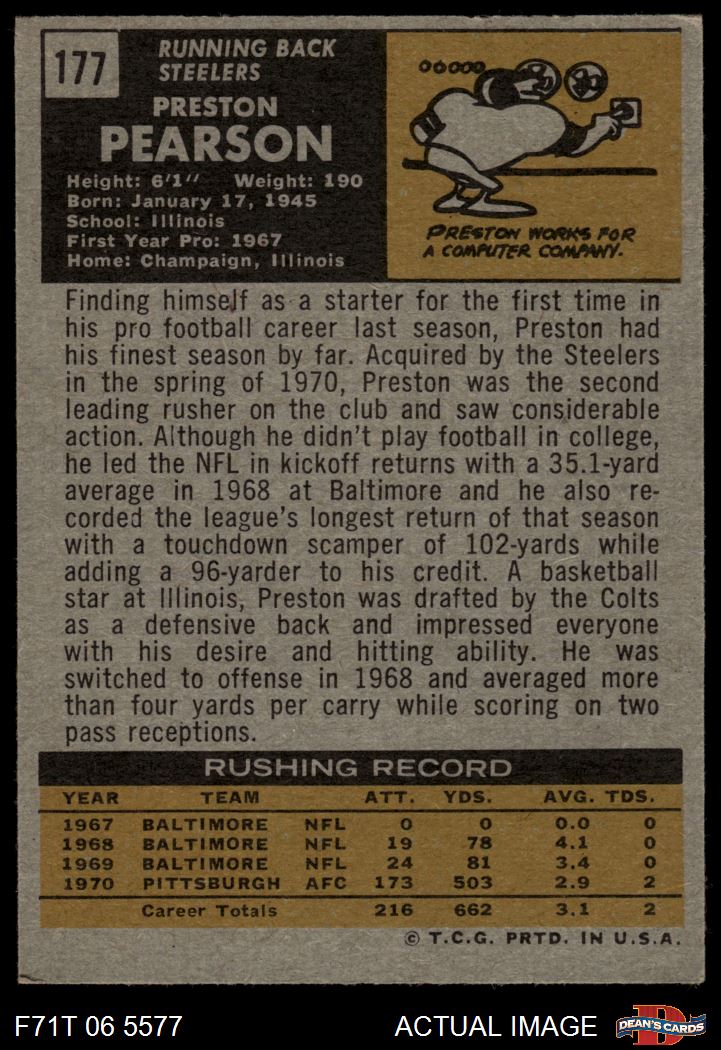 177
RUNNING BACK
STEELERS
PRESTON
PEARSON
Height: 6'1" Weight: 190
Born: January 17, 1945
School: Illinois
First Year Pro: 1967
Home: Champaign, Illinois
PRESTON WORKS FOR
A COMPUTER COMPANY.
Finding himself as a starter for the first time in
his pro football career last season, Preston had
his finest season by far. Acquired by the Steelers
in the spring of 1970, Preston was the second
leading rusher on the club and saw considerable
action. Although he didn't play football in college,
he led the NFL in kickoff returns with a 35.1-yard
average in 1968 at Baltimore and he also re-
corded the league's longest return of that season
with a touchdown scamper of 102-yards while
adding a 96-yarder to his credit. A basketball
star at Illinois, Preston was drafted by the Colts
as a defensive back and impressed everyone
with his desire and hitting ability. He was
switched to offense in 1968 and averaged more
than four yards per carry while scoring on two
pass receptions.
RUSHING RECORD
YEAR TEAM ATT. YDS. AVG. TDS.
1967 BALTIMORE NFL 0 0 0.0 0
1968 BALTIMORE NFL 19 78 4.1 0
1969 BALTIMORE NFL 24 81 3.4 0
1970 PITTSBURGH AFC 173 503 2.9 2
Career Totals 216 662 3.1 2
© T.C.G. PRTD. IN U.S.A.
F71T 06 5577 ACTUAL IMAGE DEAN'S CARDS